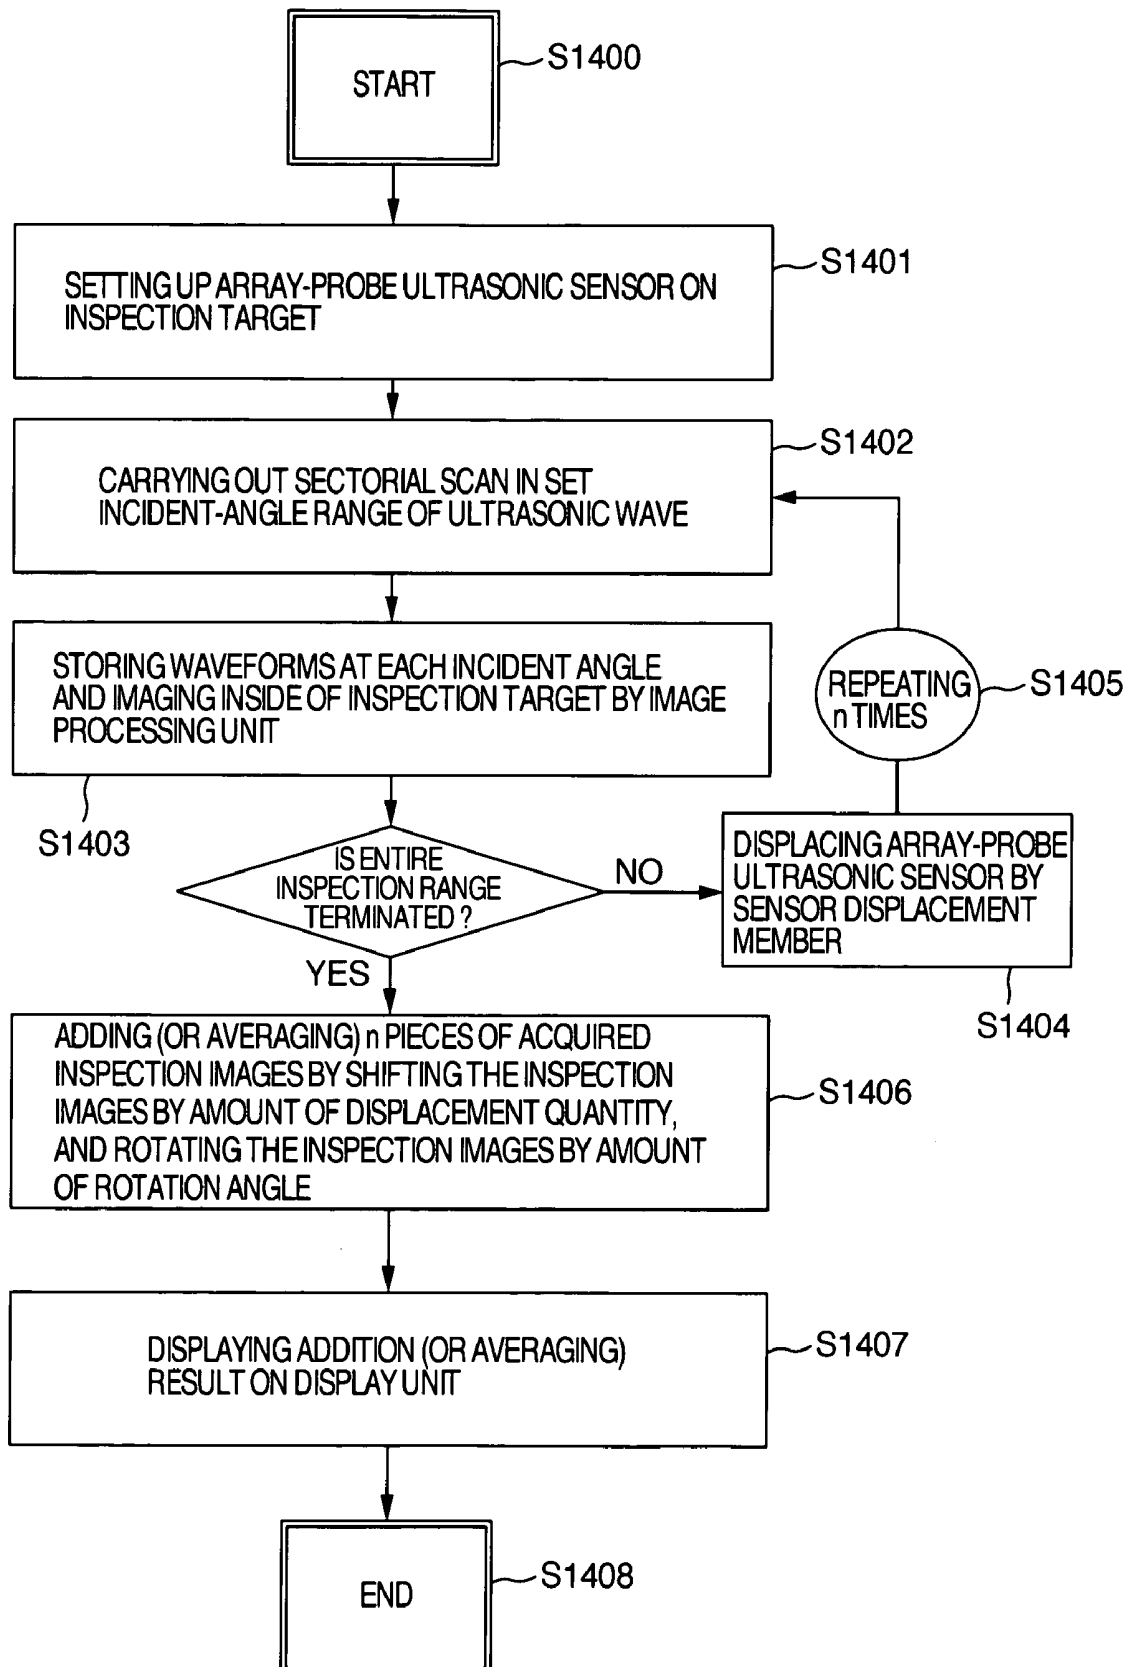 START
S1400
S1401
SETTING UP ARRAY-PROBE ULTRASONIC SENSOR ON
INSPECTION TARGET
S1402
CARRYING OUT SECTORIAL SCAN IN SET
INCIDENT-ANGLE RANGE OF ULTRASONIC WAVE
STORING WAVEFORMS AT EACH INCIDENT ANGLE
AND IMAGING INSIDE OF INSPECTION TARGET BY IMAGE
PROCESSING UNIT
S1403
REPEATING
n TIMES
S1405
IS ENTIRE
INSPECTION RANGE
TERMINATED ?
NO
YES
DISPLACING ARRAY-PROBE
ULTRASONIC SENSOR BY
SENSOR DISPLACEMENT
MEMBER
S1404
ADDING (OR AVERAGING) n PIECES OF ACQUIRED
INSPECTION IMAGES BY SHIFTING THE INSPECTION
IMAGES BY AMOUNT OF DISPLACEMENT QUANTITY,
AND ROTATING THE INSPECTION IMAGES BY AMOUNT
OF ROTATION ANGLE
S1406
DISPLAYING ADDITION (OR AVERAGING)
RESULT ON DISPLAY UNIT
S1407
END
S1408